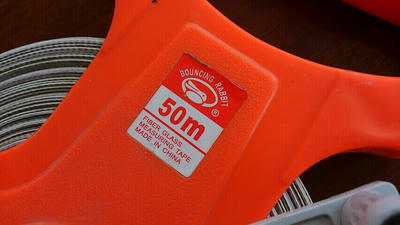 BOUNCING RABBIT
®
50m
FIBER GLASS
MEASURING TAPE
MADE IN CHINA